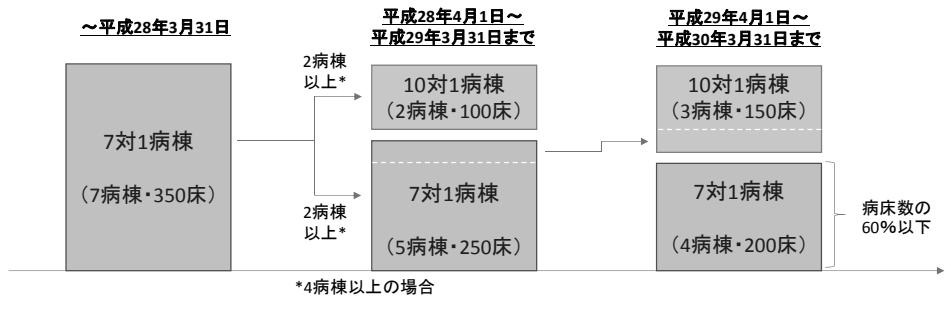 ～平成28年3月31日
平成28年4月1日～
平成29年3月31日まで
平成29年4月1日～
平成30年3月31日まで
7対1病棟
（7病棟・350床）
2病棟
以上*
2病棟
以上*
10対1病棟
（2病棟・100床）
7対1病棟
（5病棟・250床）
10対1病棟
（3病棟・150床）
7対1病棟
（4病棟・200床）
病床数の
60%以下
*4病棟以上の場合